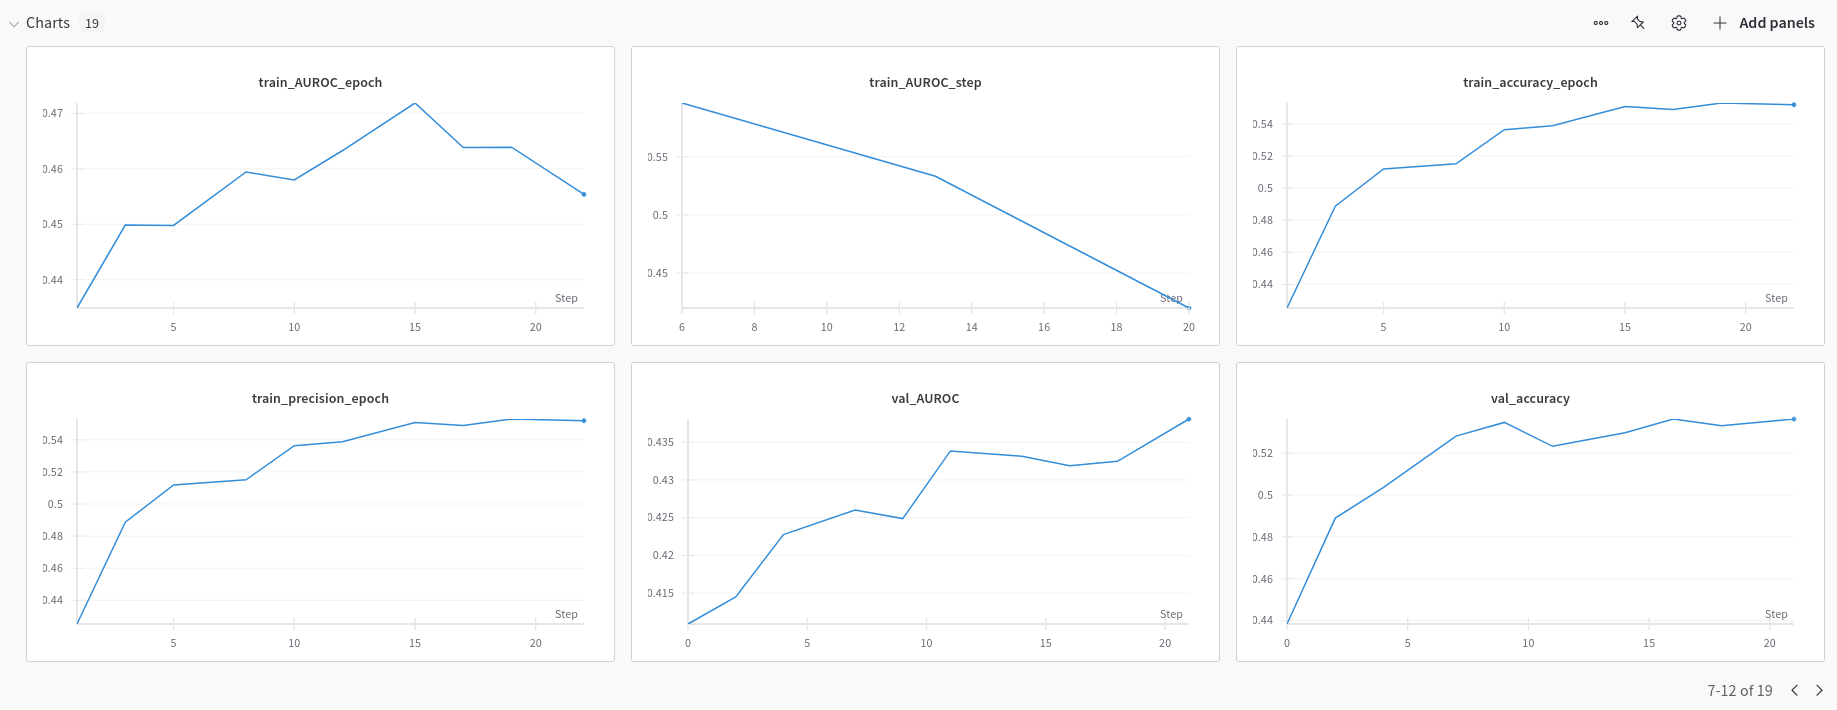 Charts 19
Add panels
train_AUROC_epoch
0.47
0.46
0.45
0.44
Step
5 10 15 20
train_AUROC_step
0.55
0.5
0.45
Step
6 8 10 12 14 16 18 20
train_accuracy_epoch
0.54
0.52
0.5
0.48
0.46
0.44
Step
5 10 15 20
train_precision_epoch
0.54
0.52
0.5
0.48
0.46
0.44
Step
5 10 15 20
val_AUROC
0.435
0.43
0.425
0.42
0.415
Step
0 5 10 15 20
val_accuracy
0.52
0.5
0.48
0.46
0.44
Step
0 5 10 15 20
7-12 of 19